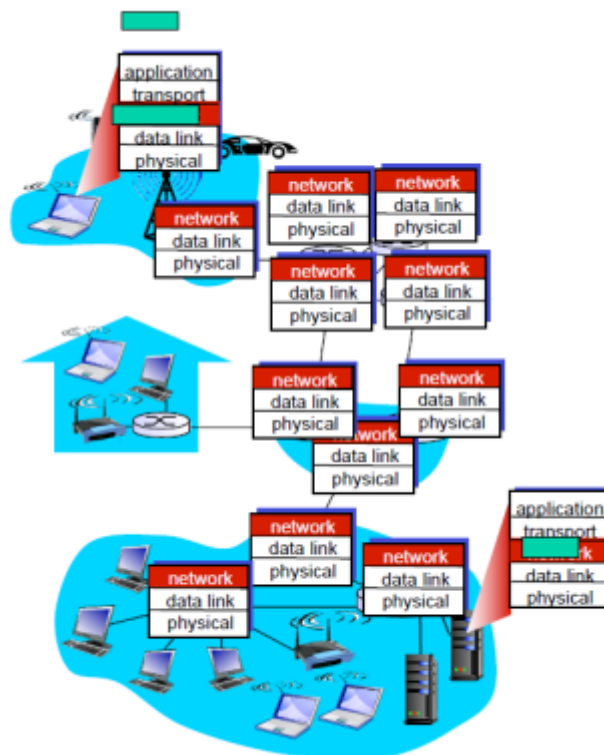 application
transport
data link
physical
network
data link
physical
network
data link
physical
network
data link
physical
network
data link
physical
network
data link
physical
network
data link
physical
network
data link
physical
network
data link
physical
application
transport
data link
physical
network
data link
physical
network
data link
physical
network
data link
physical